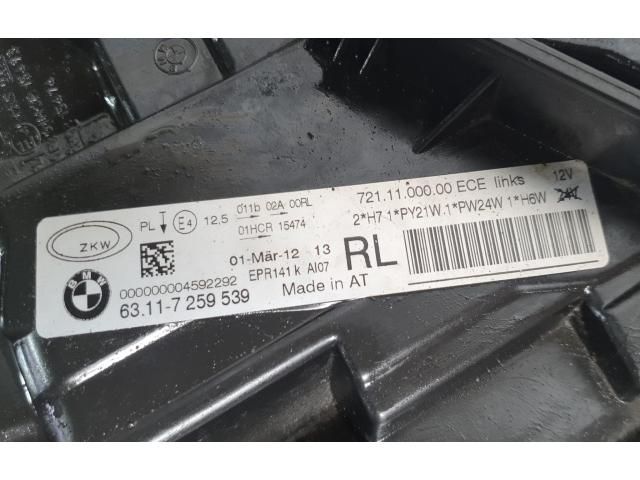 721.11.000.00 ECE links 12V
2*H7 1*PY21W.1*PW24W 1*H6W 24V
ZKW PL E4 12,5 011b 02A 00RL
01HCR 15474
01-Mär-12 13 RL
EPR141 k AI07
BMW 000000004592292 Made in AT
63.11-7 259 539